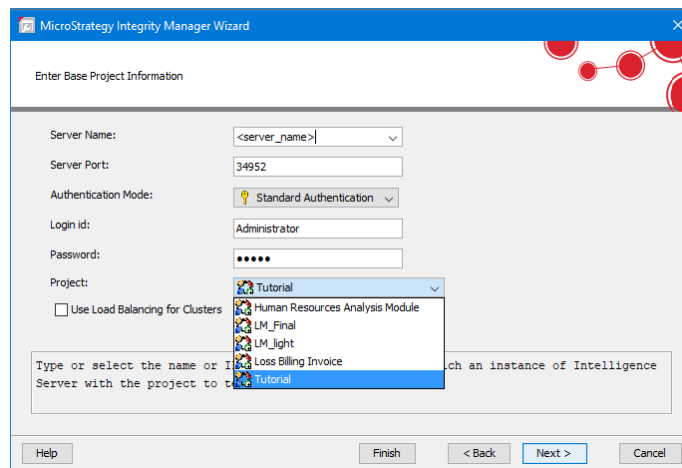 MicroStrategy Integrity Manager Wizard
Enter Base Project Information
Server Name:
<server_name>
Server Port:
34952
Authentication Mode:
Standard Authentication
Login id:
Administrator
Password:
•••••
Project:
Tutorial
Use Load Balancing for Clusters
Human Resources Analysis Module
LM_Final
LM_light
Loss Billing Invoice
Tutorial
Type or select the name or ch an instance of Intelligence
Server with the project to
Help
Finish
< Back
Next >
Cancel